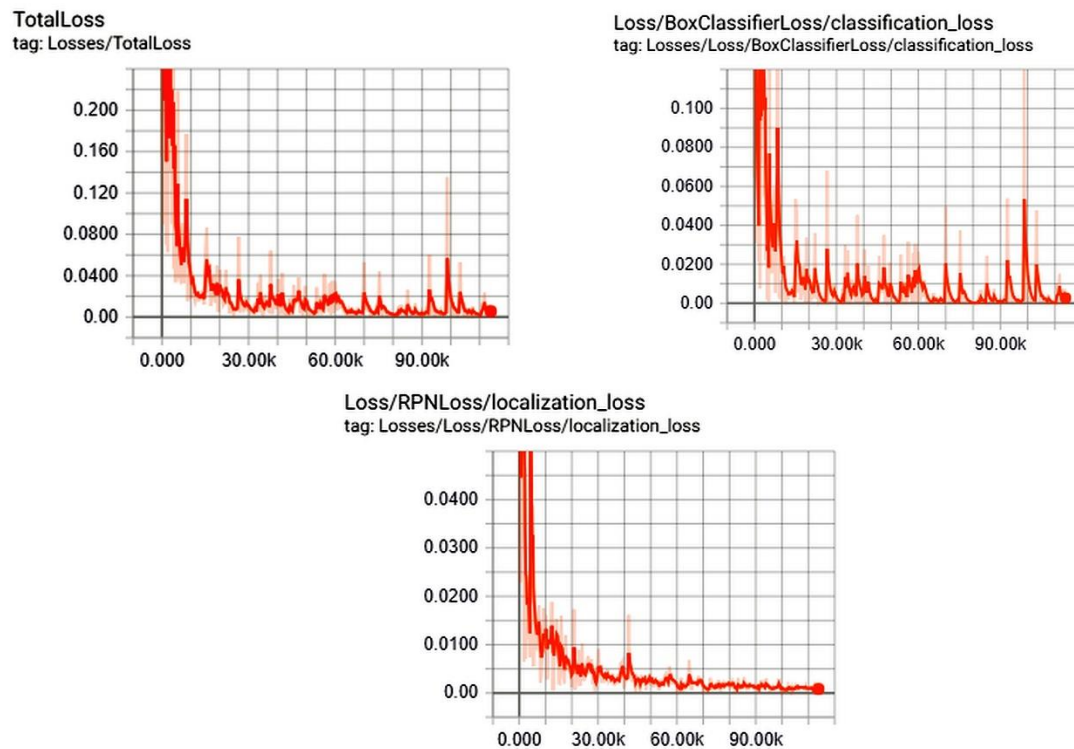 TotalLoss
tag: Losses/TotalLoss
0.200
0.160
0.120
0.0800
0.0400
0.00
0.000 30.00k 60.00k 90.00k
Loss/BoxClassifierLoss/classification_loss
tag: Losses/Loss/BoxClassifierLoss/classification_loss
0.100
0.0800
0.0600
0.0400
0.0200
0.00
0.000 30.00k 60.00k 90.00k
Loss/RPNLoss/localization_loss
tag: Losses/Loss/RPNLoss/localization_loss
0.0400
0.0300
0.0200
0.0100
0.00
0.000 30.00k 60.00k 90.00k